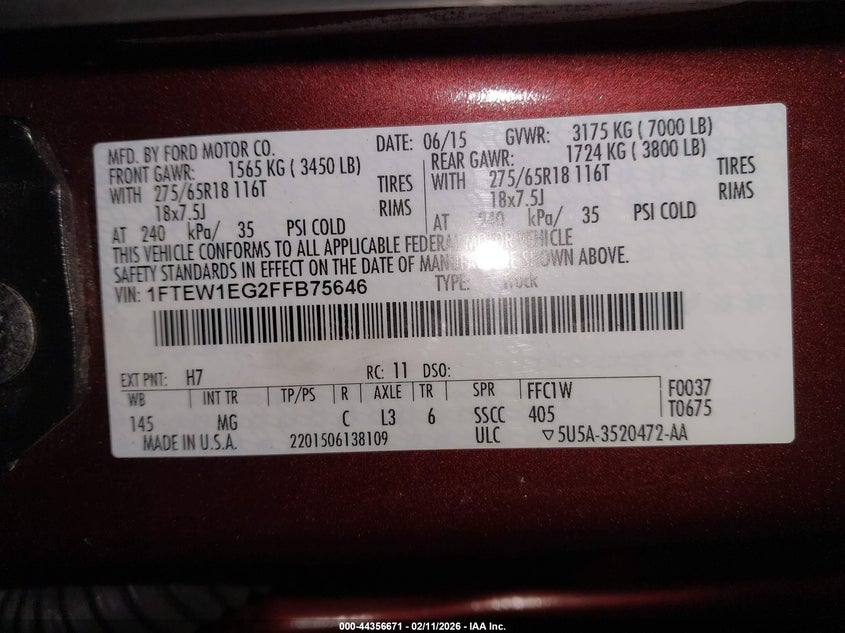 MFD. BY FORD MOTOR CO. DATE: 06/15 GVWR: 3175 KG ( 7000 LB)
FRONT GAWR: 1565 KG ( 3450 LB) REAR GAWR: 1724 KG ( 3800 LB)
WITH 275/65R18 116T TIRES WITH 275/65R18 116T TIRES
18x7.5J RIMS 18x7.5J RIMS
AT 240 kPa/ 35 PSI COLD AT 240 kPa/ 35 PSI COLD
THIS VEHICLE CONFORMS TO ALL APPLICABLE FEDERAL MOTOR VEHICLE
SAFETY STANDARDS IN EFFECT ON THE DATE OF MANUFACTURE SHOWN ABOVE.
VIN: 1FTEW1EG2FFB75646 TYPE: TRUCK
EXT PNT: H7 RC: 11 DSO:
WB INT TR TP/PS R AXLE TR SPR FFC1W F0037
145 MG C L3 6 SSCC 405 T0675
MADE IN U.S.A. 2201506138109 ULC ▽5U5A-3520472-AA
000-44356671 - 02/11/2026 - IAA Inc.